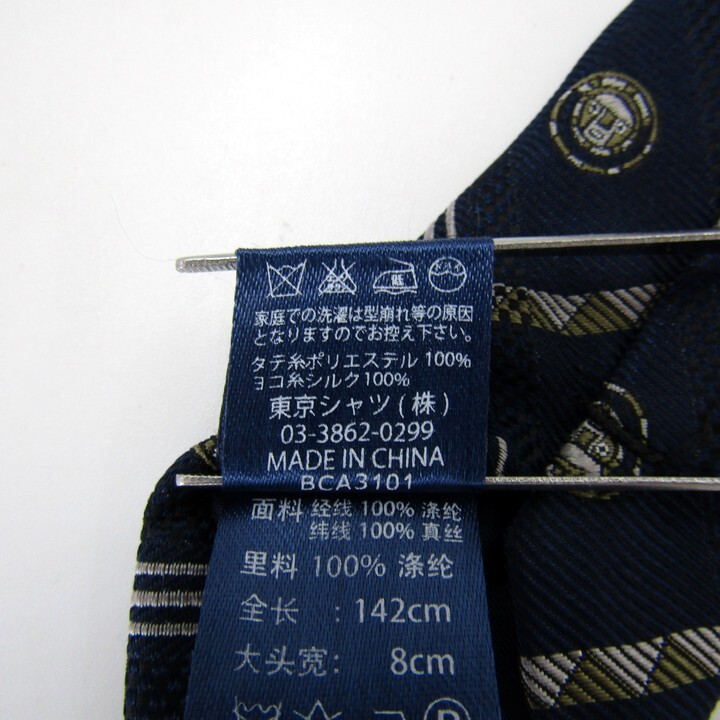 家庭での洗濯は型崩れ等の原因
となりますのでお控え下さい。
タテ糸ポリエステル 100%
ヨコ糸シルク100%
東京シャツ(株)
03-3862-0299
MADE IN CHINA
BCA3101
面料 经线 100% 涤纶
纬线 100% 真丝
里料 100% 涤纶
全长 : 142cm
大头宽: 8cm